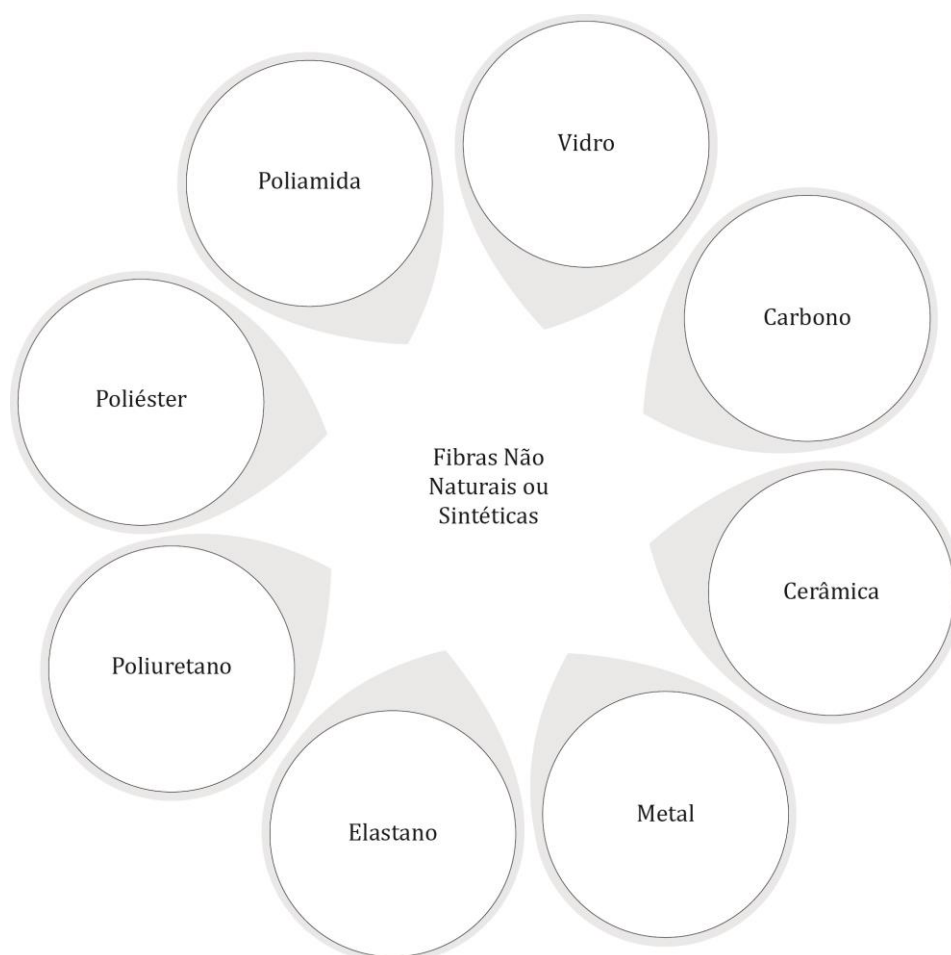 Vidro
Poliamida
Carbono
Poliéster
Fibras Não
Naturais ou
Sintéticas
Cerâmica
Poliuretano
Metal
Elastano